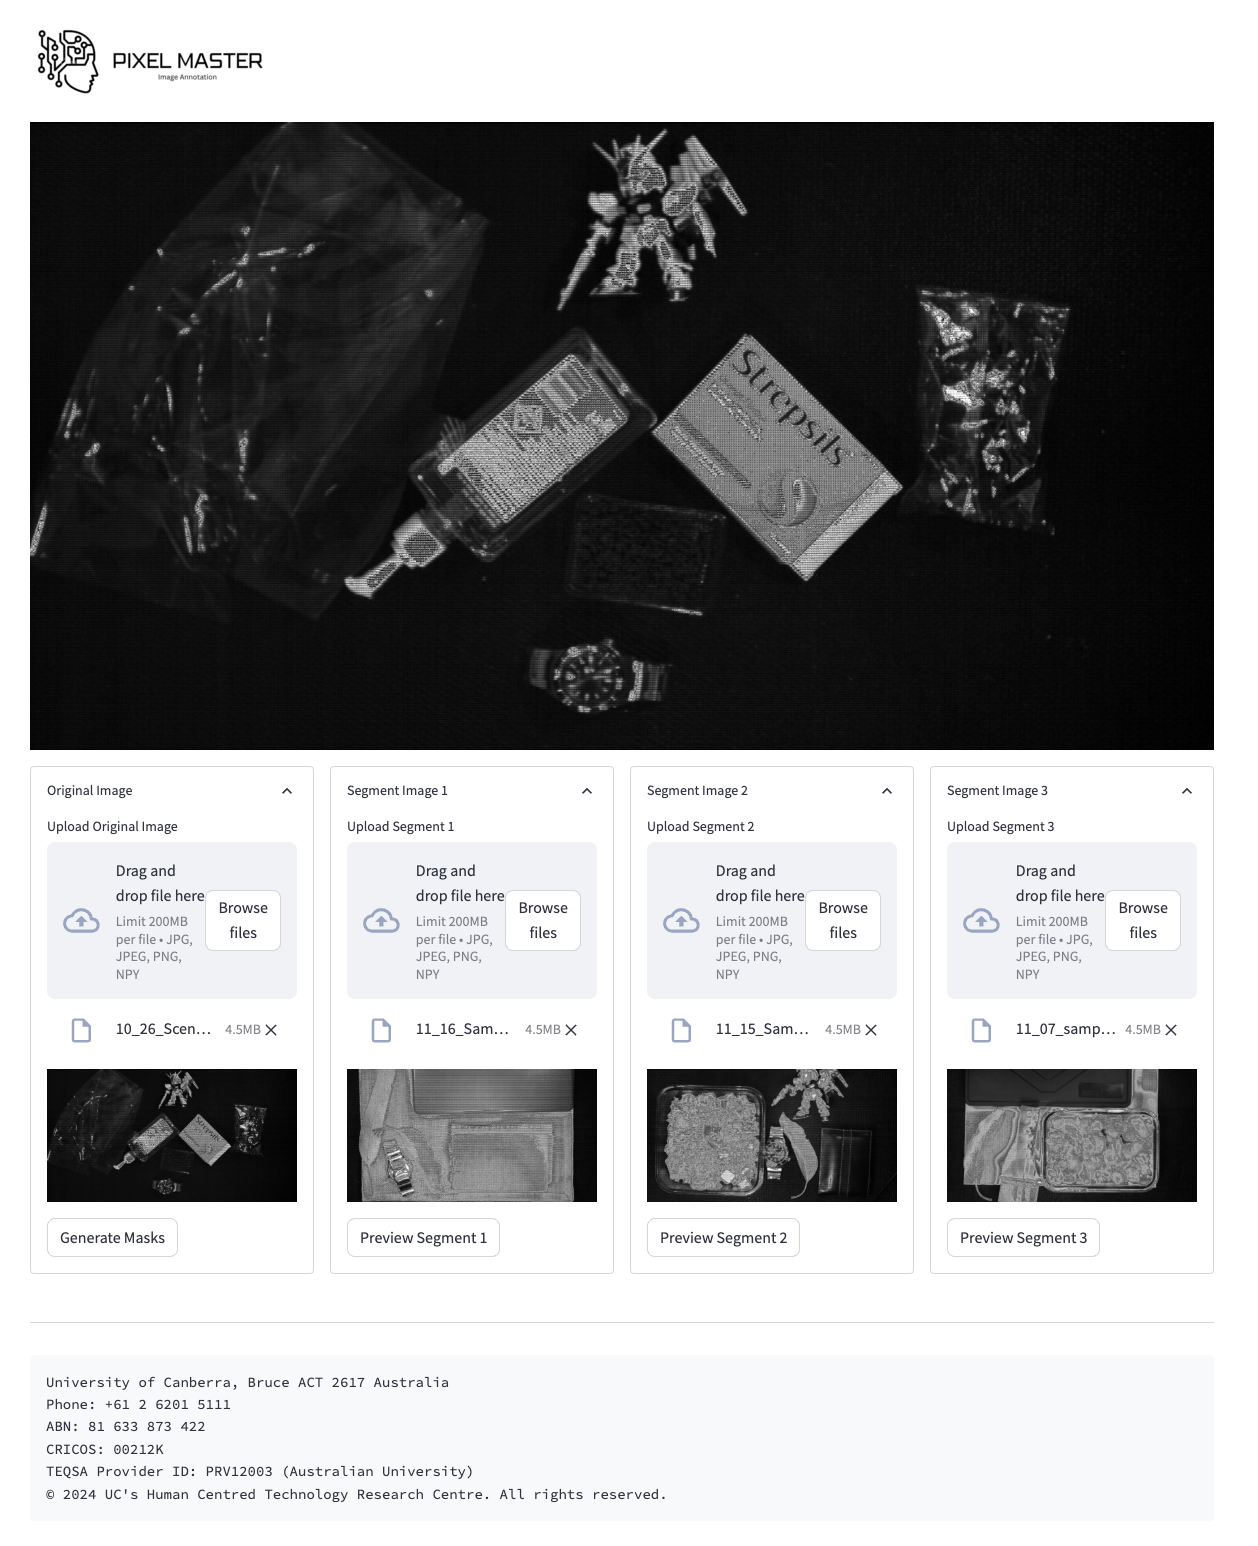 PIXEL MASTER
Image Annotation
Strepsils
Original Image
Upload Original Image
Drag and
drop file here
Limit 200MB
per file • JPG,
JPEG, PNG,
NPY
Browse
files
10_26_Scen... 4.5MB
Generate Masks
Segment Image 1
Upload Segment 1
Drag and
drop file here
Limit 200MB
per file • JPG,
JPEG, PNG,
NPY
Browse
files
11_16_Sam... 4.5MB
Preview Segment 1
Segment Image 2
Upload Segment 2
Drag and
drop file here
Limit 200MB
per file • JPG,
JPEG, PNG,
NPY
Browse
files
11_15_Sam... 4.5MB
Preview Segment 2
Segment Image 3
Upload Segment 3
Drag and
drop file here
Limit 200MB
per file • JPG,
JPEG, PNG,
NPY
Browse
files
11_07_samp... 4.5MB
Preview Segment 3
University of Canberra, Bruce ACT 2617 Australia
Phone: +61 2 6201 5111
ABN: 81 633 873 422
CRICOS: 00212K
TEQSA Provider ID: PRV12003 (Australian University)
© 2024 UC's Human Centred Technology Research Centre. All rights reserved.